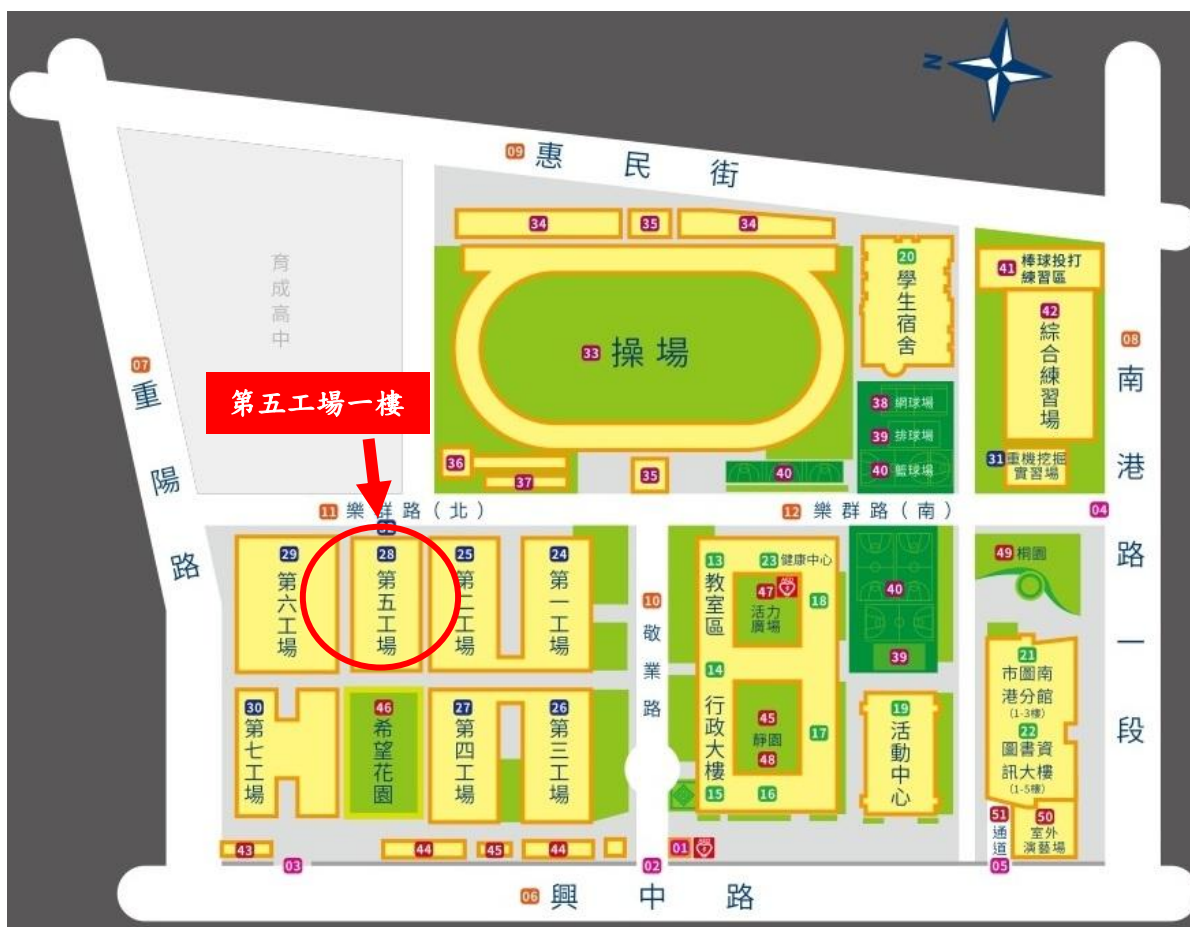 N
09 惠民街
34
35
34
20 學生宿舍
41 棒球投打
練習區
42 綜合練習場
08 南港路一段
育成高中
07 重陽路
33 操場
第五工場一樓
38 網球場
39 排球場
40 籃球場
36
37
35
40
31 重機挖掘
實習場
11 樂群路(北)
12 樂群路(南)
04
29 第六工場
28 第五工場
25 第二工場
24 第一工場
13 教室區
23 健康中心
47 AED
活力
廣場
18
40
39
49 桐園
10 敬業路
14 行政大樓
45
靜園
48
17
15
16
19 活動中心
21
市圖南
港分館
(1-3樓)
22
圖書資
訊大樓
(1-5樓)
30 第七工場
46 希望花園
27 第四工場
26 第三工場
51 通道
50
室外
演藝場
43
44
45
44
01 AED
03
02
05
06 興中路